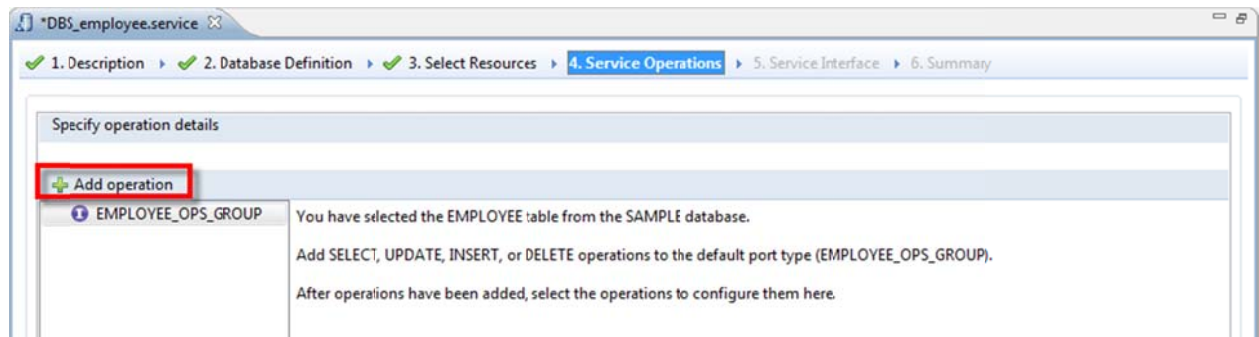 *DBS_employee.service
1. Description 2. Database Definition 3. Select Resources 4. Service Operations 5. Service Interface 6. Summary
Specify operation details
Add operation
EMPLOYEE_OPS_GROUP
You have selected the EMPLOYEE table from the SAMPLE database.
Add SELECT, UPDATE, INSERT, or DELETE operations to the default port type (EMPLOYEE_OPS_GROUP).
After operations have been added, select the operations to configure them here.